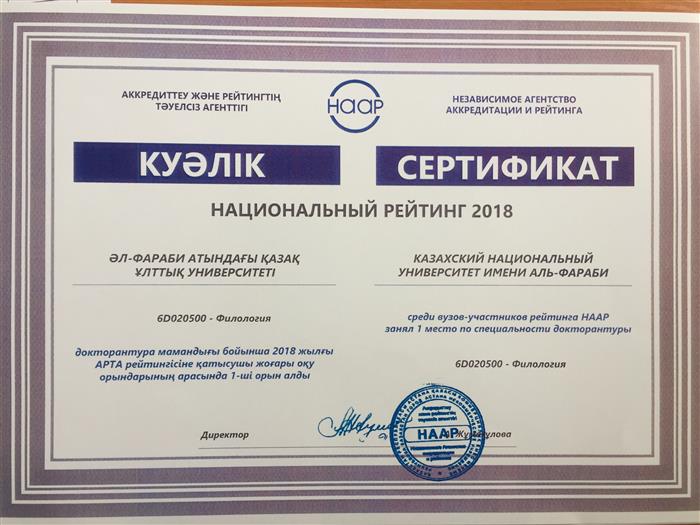 АККРЕДИТТЕУ ЖӘНЕ РЕЙТИНГТІҢ
ТӘУЕЛСІЗ АГЕНТТІГІ
НААР
НЕЗАВИСИМОЕ АГЕНТСТВО
АККРЕДИТАЦИИ И РЕЙТИНГА
КУӘЛІК
СЕРТИФИКАТ
НАЦИОНАЛЬНЫЙ РЕЙТИНГ 2018
ӘЛ-ФАРАБИ АТЫНДАҒЫ ҚАЗАҚ
ҰЛТТЫҚ УНИВЕРСИТЕТІ
6D020500 - Филология
докторантура мамандығы бойынша 2018 жылғы
АРТА рейтингісіне қатысушы жоғары оқу
орындарының арасында 1-ші орын алды
КАЗАХСКИЙ НАЦИОНАЛЬНЫЙ
УНИВЕРСИТЕТ ИМЕНИ АЛЬ-ФАРАБИ
среди вузов-участников рейтинга НААР
занял 1 место по специальности докторантуры
6D020500 - Филология
Директор
НААР